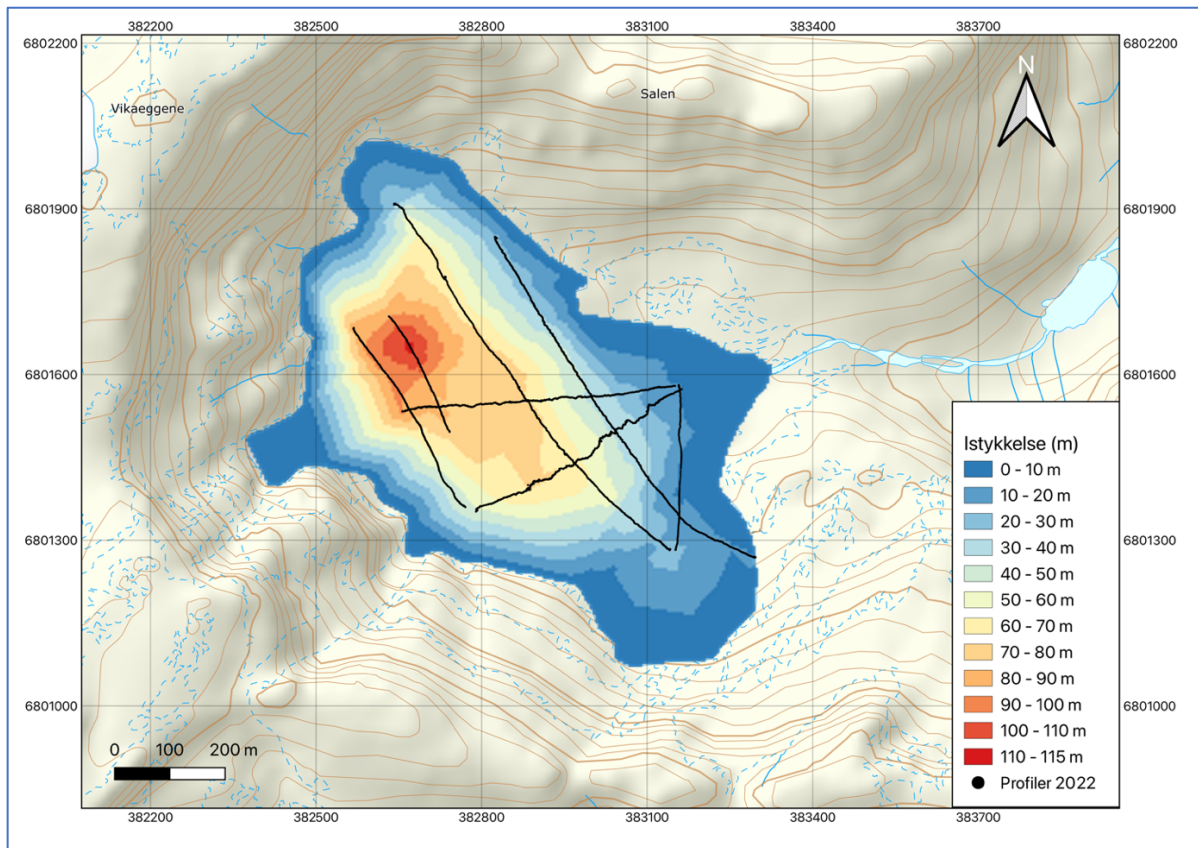 382200 382500 382800 383100 383400 383700
6802200 6802200
N
Vikaeggene
Salen
6801900 6801900
6801600 6801600
Istykkelse (m)
0 - 10 m
10 - 20 m
20 - 30 m
30 - 40 m
40 - 50 m
50 - 60 m
60 - 70 m
70 - 80 m
80 - 90 m
90 - 100 m
100 - 110 m
110 - 115 m
Profiler 2022
6801300 6801300
6801000 6801000
0 100 200 m
382200 382500 382800 383100 383400 383700